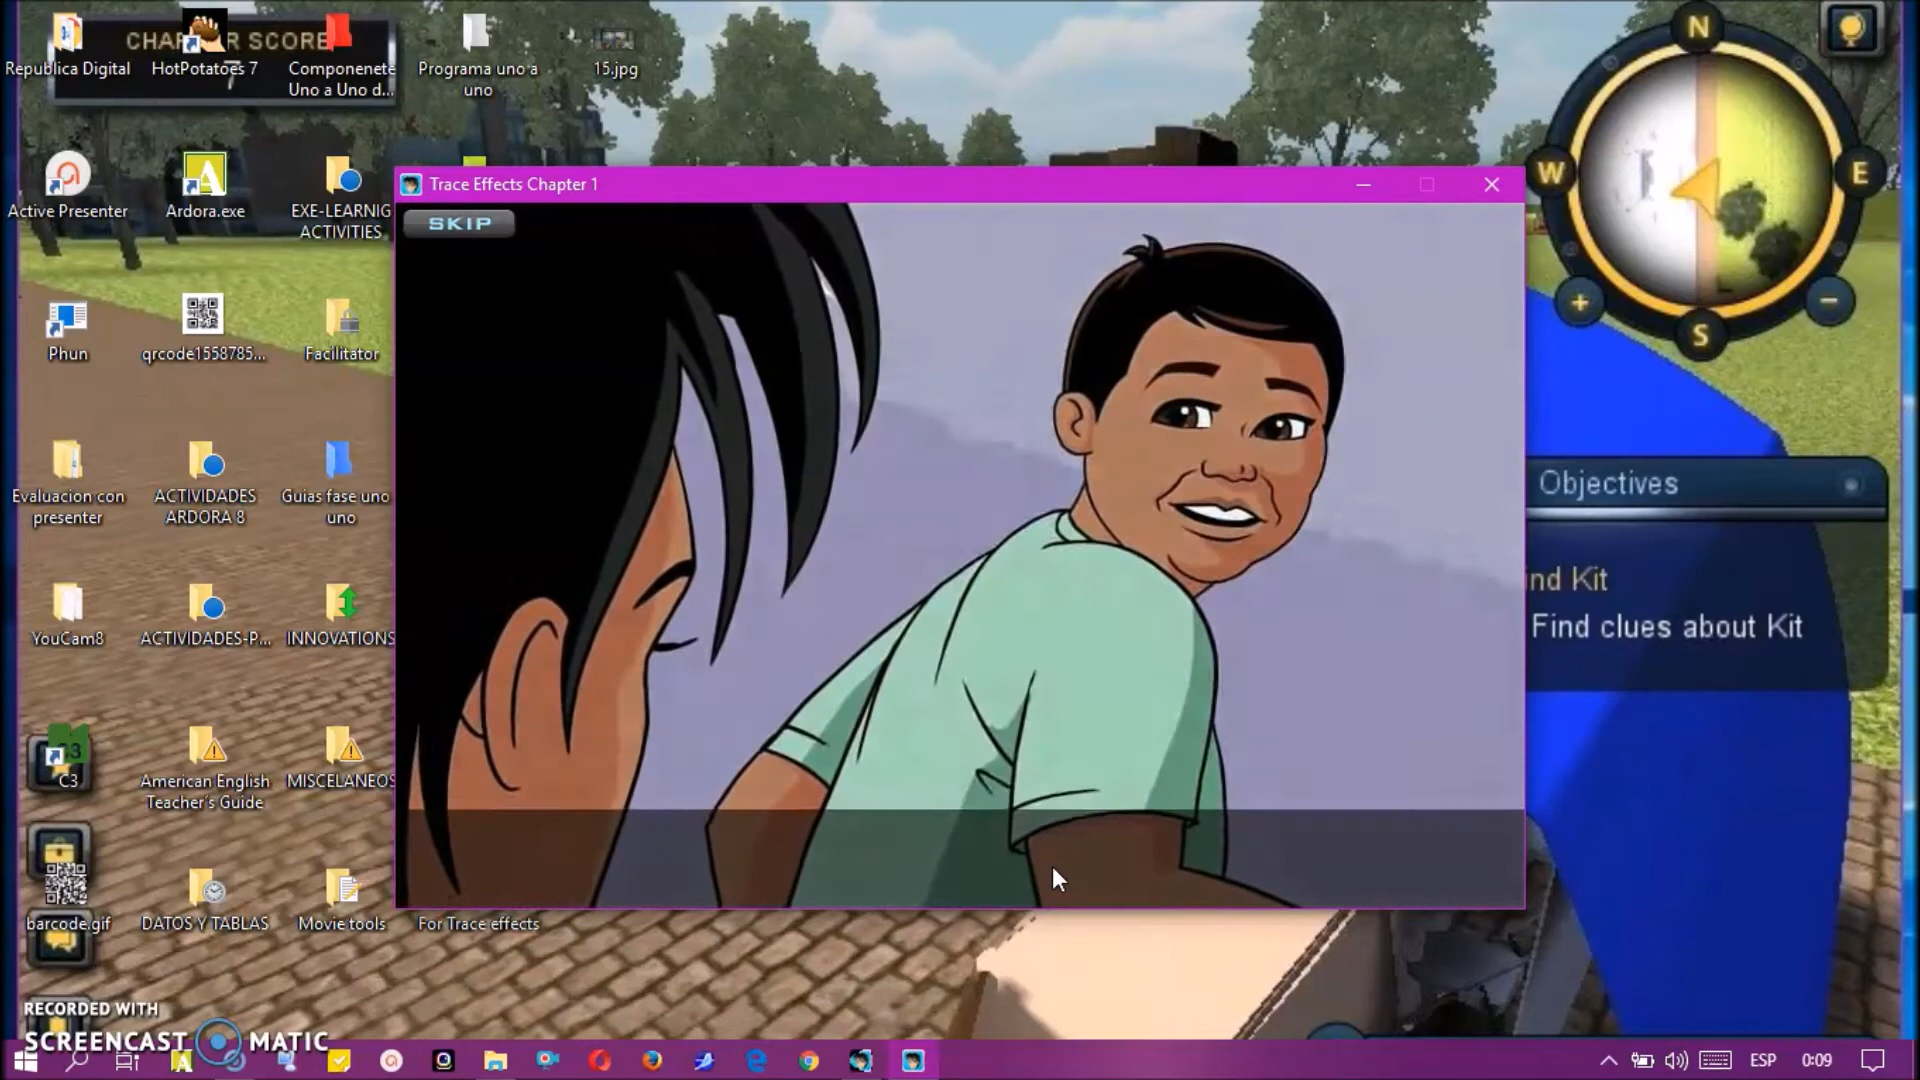 CHAPTER SCORE
7
Republica Digital
HotPotatoes 7
Componenete
Uno a Uno d...
Programa uno a
uno
15.jpg
Active Presenter
Ardora.exe
EXE-LEARNIG
ACTIVITIES
Trace Effects Chapter 1
SKIP
N
W
E
S
Phun
qrcode1558785...
Facilitator
Evaluacion con
presenter
ACTIVIDADES
ARDORA 8
Guias fase uno
uno
Objectives
ind Kit
Find clues about Kit
YouCam8
ACTIVIDADES-P...
INNOVATIONS
C3
American English
Teacher's Guide
MISCELANEOS
barcode.gif
DATOS Y TABLAS
Movie tools
For Trace effects
RECORDED WITH
SCREENCAST MATIC
ESP
0:09